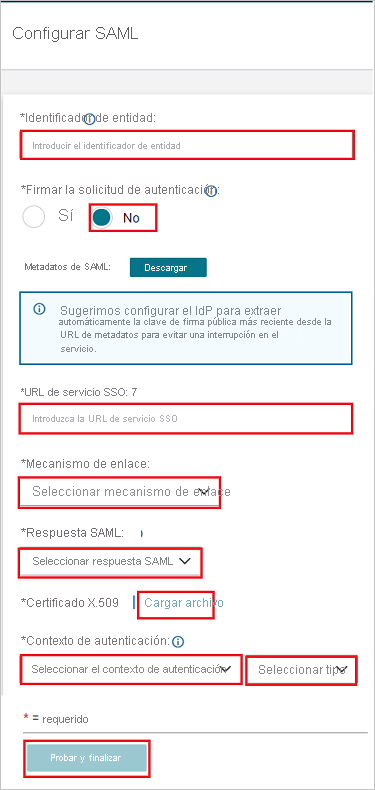 Configurar SAML
*Identificador de entidad:
Introducir el identificador de entidad
*Firmar la solicitud de autenticación:
Sí No
Metadatos de SAML: Descargar
Sugerimos configurar el IdP para extraer
automáticamente la clave de firma pública más reciente desde la
URL de metadatos para evitar una interrupción en el
servicio.
*URL de servicio SSO: 7
Introduzca la URL de servicio SSO
*Mecanismo de enlace:
Seleccionar mecanismo de enlace
*Respuesta SAML:
Seleccionar respuesta SAML
*Certificado X.509 Cargar archivo
*Contexto de autenticación:
Seleccionar el contexto de autenticación Seleccionar tipo
* = requerido
Probar y finalizar